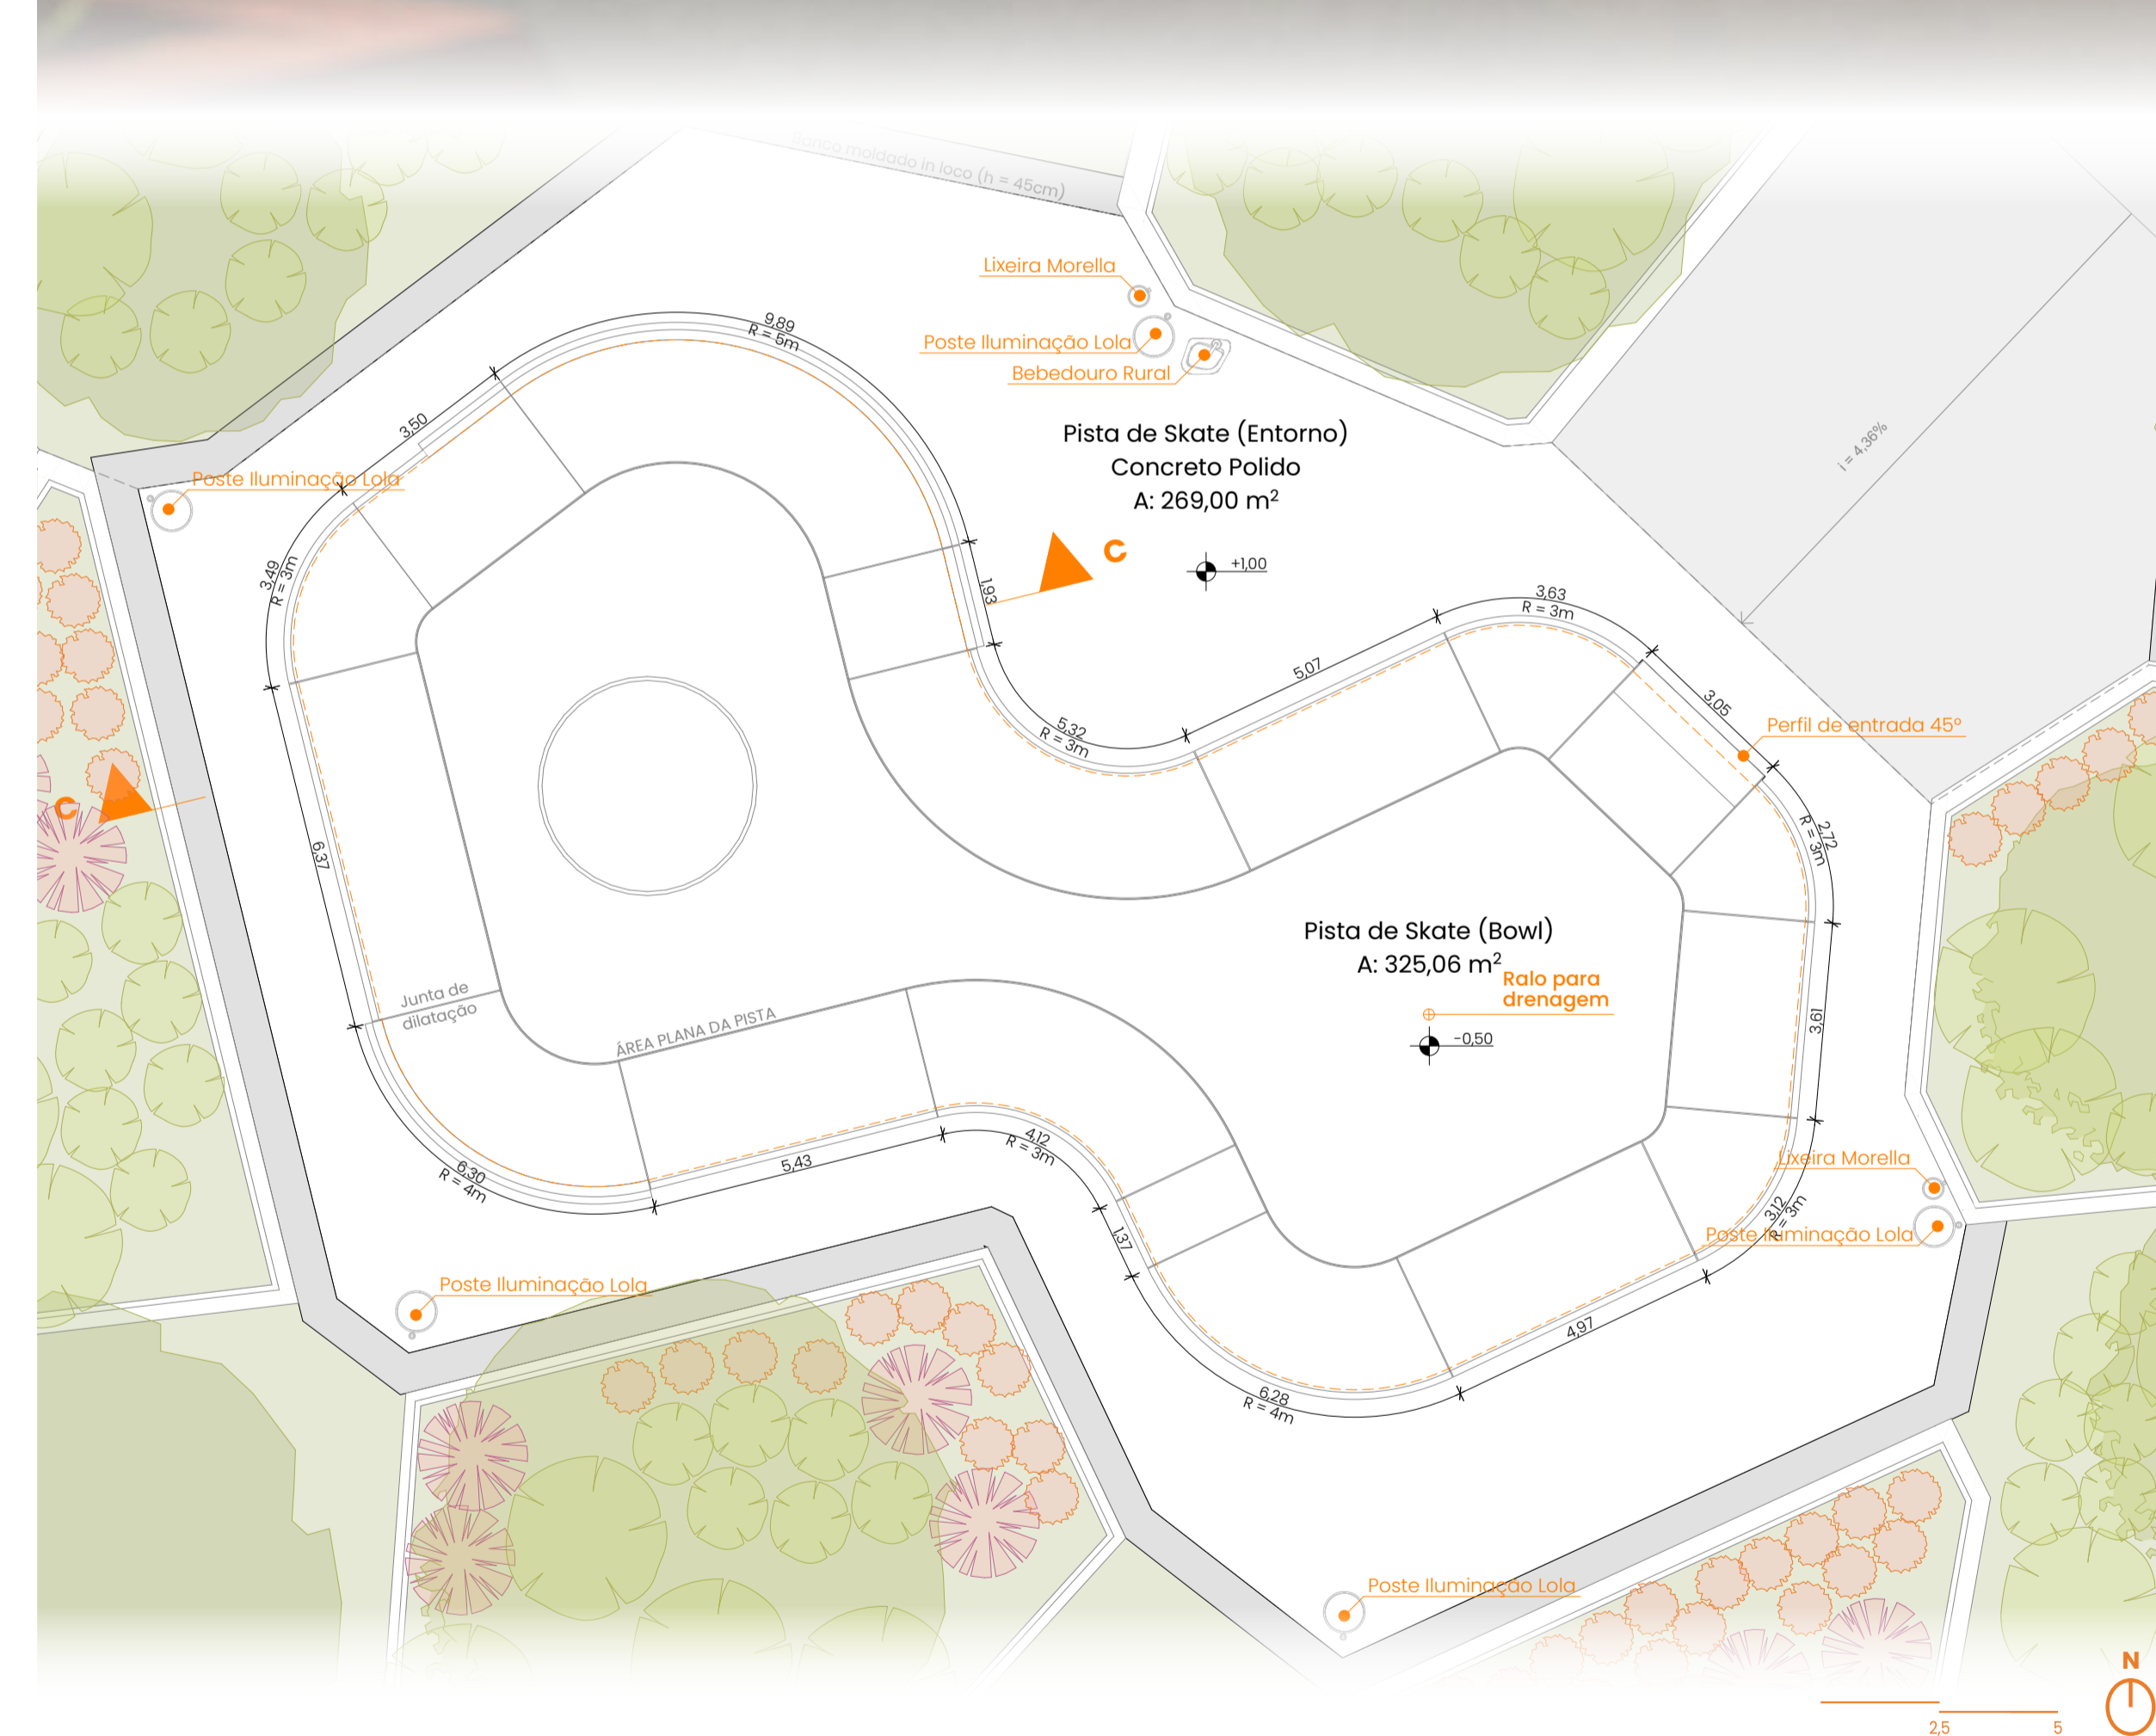 banco moldado in loco (h = 45cm)
Lixeira Morella
9,89
R = 5m
Poste Iluminação Lola
Bebedouro Rural
i = 4,36%
3,50
Pista de Skate (Entorno)
Concreto Polido
A: 269,00 m²
Poste Iluminação Lola
C
+1,00
3,49
R = 3m
1,93
3,63
R = 3m
5,07
3,05
5,32
R = 3m
Perfil de entrada 45º
C
6,37
2,72
R = 3m
Pista de Skate (Bowl)
A: 325,06 m²
Ralo para
drenagem
Junta de
dilatação
ÁREA PLANA DA PISTA
-0,50
3,61
4,12
R = 3m
5,43
6,30
R = 4m
Lixeira Morella
3,12
R = 3m
Poste Iluminação Lola
1,37
Poste Iluminação Lola
4,97
6,28
R = 4m
Poste Iluminação Lola
N
2,5
5